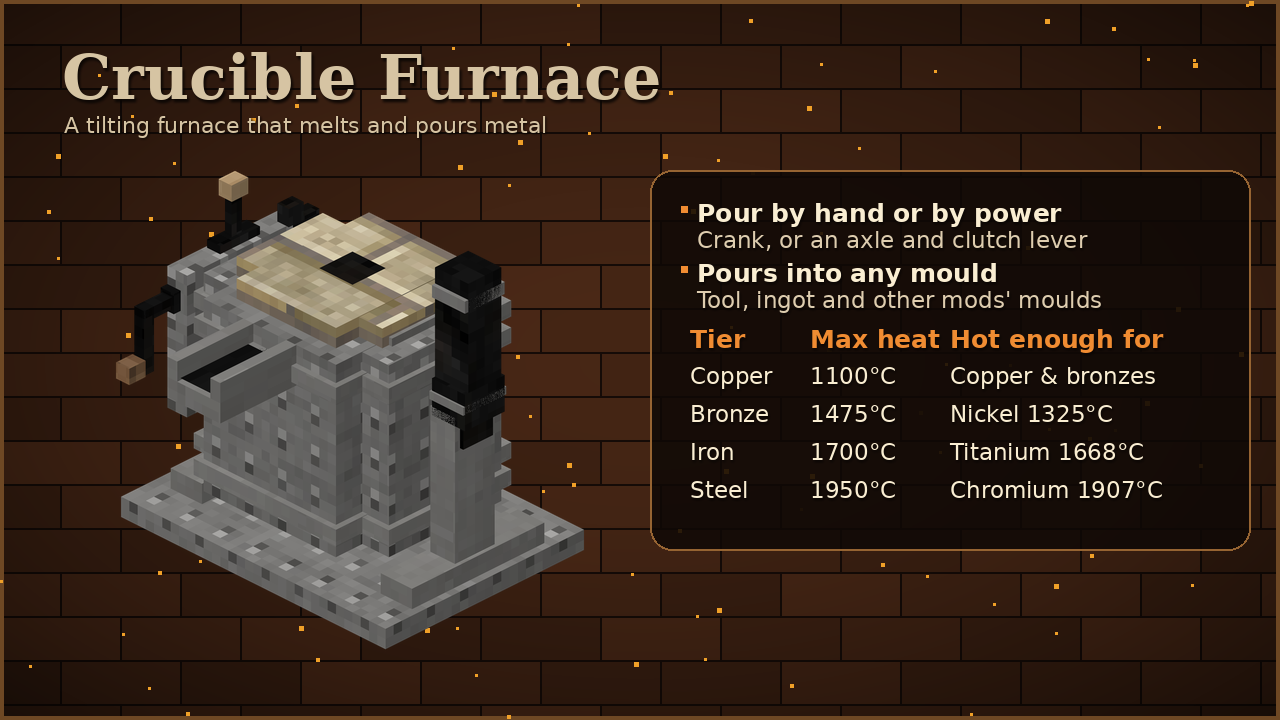 Crucible Furnace
A tilting furnace that melts and pours metal
Pour by hand or by power
Crank, or an axle and clutch lever
Pours into any mould
Tool, ingot and other mods' moulds
Tier Max heat Hot enough for
Copper 1100°C Copper & bronzes
Bronze 1475°C Nickel 1325°C
Iron 1700°C Titanium 1668°C
Steel 1950°C Chromium 1907°C